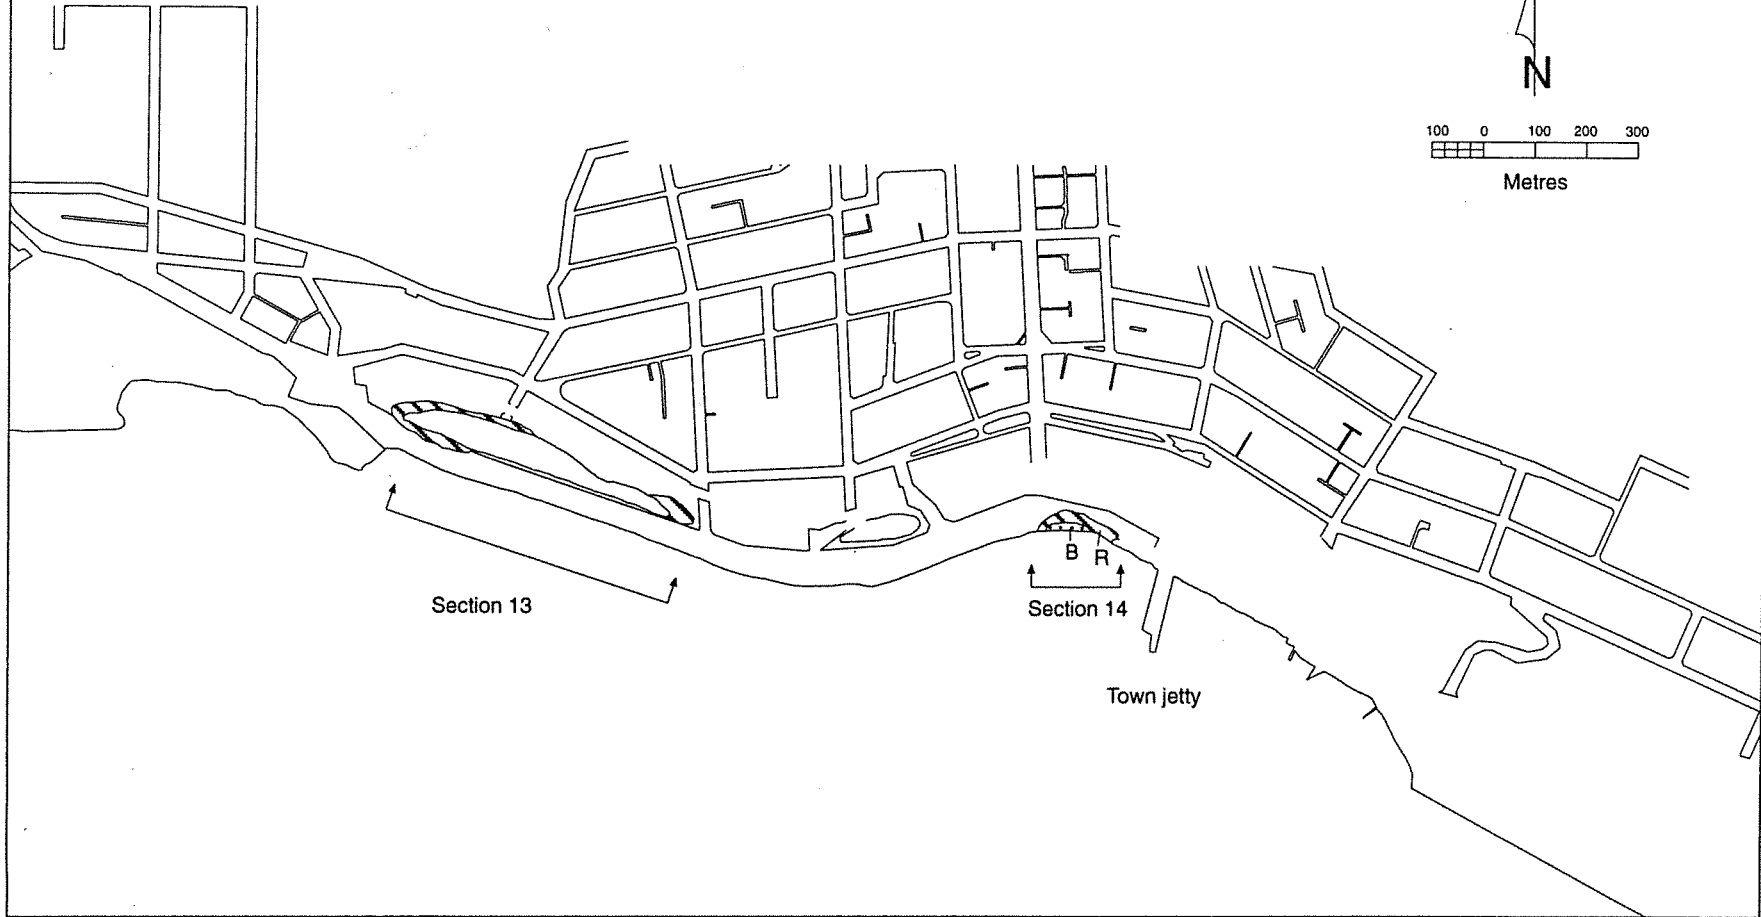 N
100 0 100 200 300
Metres
B
R
Section 13
Section 14
Town jetty